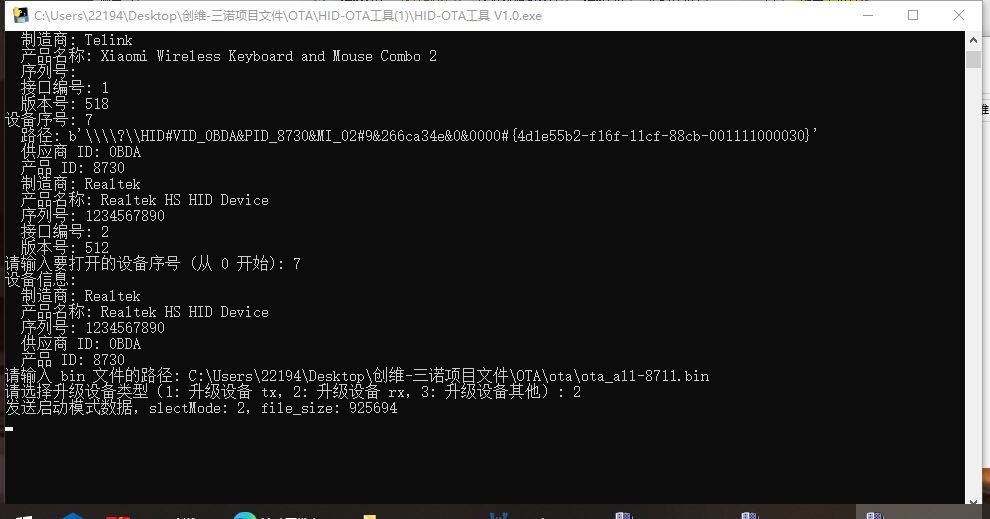 C:\Users\22194\Desktop\创维-三诺项目文件\OTA\HID-OTA工具(1)\HID-OTA工具 V1.0.exe
制造商: Telink
产品名称: Xiaomi Wireless Keyboard and Mouse Combo 2
序列号:
接口编号: 1
版本号: 518
设备序号: 7
路径: b'\\\\?\\HID#VID_0BDA&PID_8730&MI_02#9&266ca34e&0&0000#{4d1e55b2-f16f-11cf-88cb-001111000030}'
供应商 ID: 0BDA
产品 ID: 8730
制造商: Realtek
产品名称: Realtek HS HID Device
序列号: 1234567890
接口编号: 2
版本号: 512
请输入要打开的设备序号 (从 0 开始): 7
设备信息:
制造商: Realtek
产品名称: Realtek HS HID Device
序列号: 1234567890
供应商 ID: 0BDA
产品 ID: 8730
请输入 bin 文件的路径: C:\Users\22194\Desktop\创维-三诺项目文件\OTA\ota\ota_all-8711.bin
请选择升级设备类型（1: 升级设备 tx, 2: 升级设备 rx, 3: 升级设备其他）: 2
发送启动模式数据, slectMode: 2, file_size: 925694